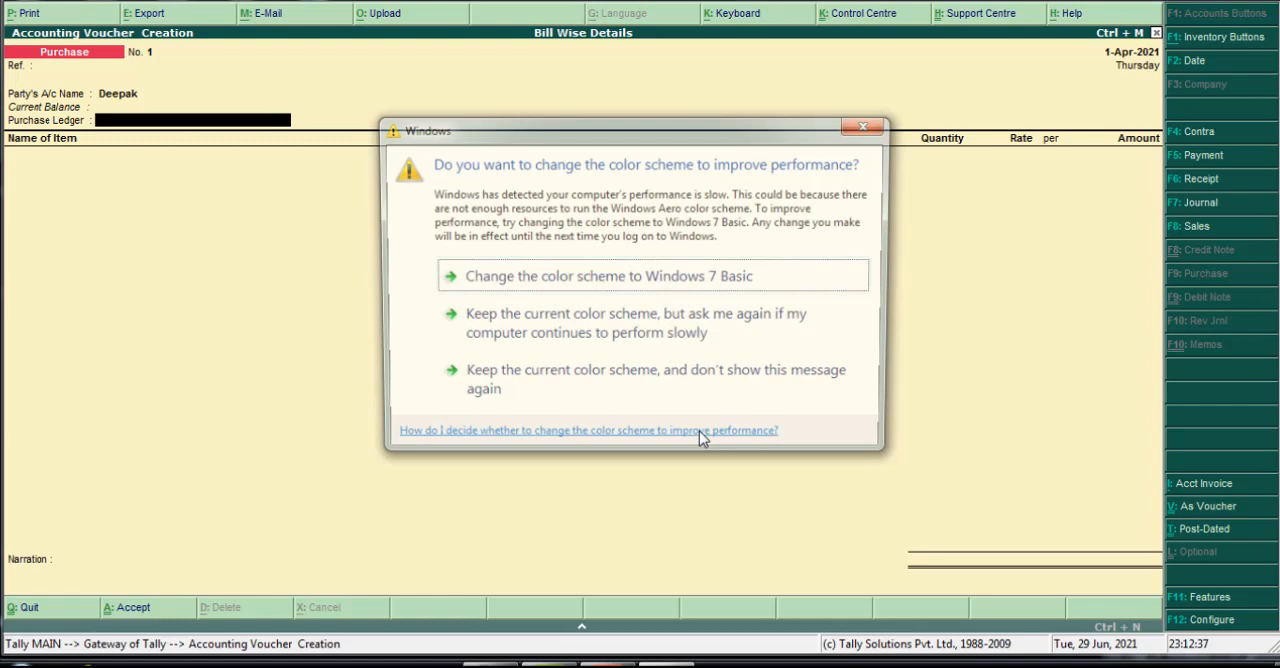 P: Print
E: Export
M: E-Mail
O: Upload
G: Language
K: Keyboard
K: Control Centre
H: Support Centre
H: Help
F1: Accounts Buttons
Accounting Voucher Creation
Bill Wise Details
Ctrl + M
F1: Inventory Buttons
Purchase
No. 1
1-Apr-2021
F2: Date
Ref. :
Thursday
F3: Company
Party's A/c Name : Deepak
Current Balance :
Purchase Ledger :
Name of Item
Quantity
Rate
per
Amount
Windows
Do you want to change the color scheme to improve performance?
Windows has detected your computer's performance is slow. This could be because there
are not enough resources to run the Windows Aero color scheme. To improve
performance, try changing the color scheme to Windows 7 Basic. Any change you make
will be in effect until the next time you log on to Windows.
Change the color scheme to Windows 7 Basic
Keep the current color scheme, but ask me again if my
computer continues to perform slowly
Keep the current color scheme, and don't show this message
again
How do I decide whether to change the color scheme to improve performance?
F4: Contra
F5: Payment
F6: Receipt
F7: Journal
F8: Sales
F8: Credit Note
F9: Purchase
F9: Debit Note
F10: Rev Jrnl
F10: Memos
I: Acct Invoice
V: As Voucher
T: Post-Dated
L: Optional
F11: Features
F12: Configure
Narration :
Q: Quit
A: Accept
D: Delete
X: Cancel
Ctrl + N
Tally MAIN --> Gateway of Tally --> Accounting Voucher Creation
(c) Tally Solutions Pvt. Ltd., 1988-2009
Tue, 29 Jun, 2021
23:12:37